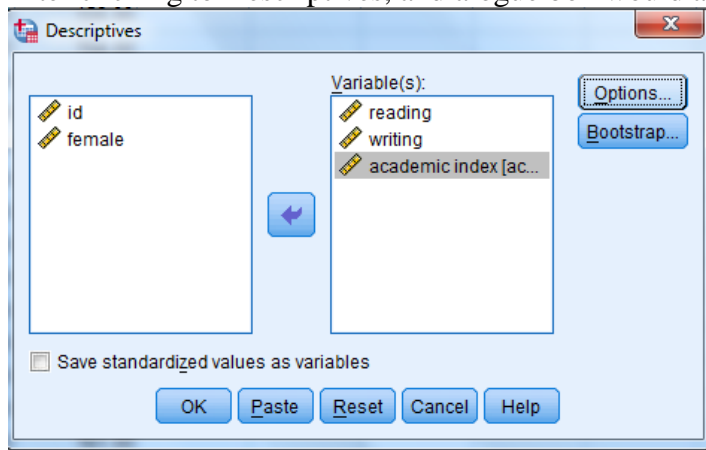 Descriptives
Variable(s):
id
female
reading
writing
academic index [ac...
Options...
Bootstrap...
Save standardized values as variables
OK Paste Reset Cancel Help